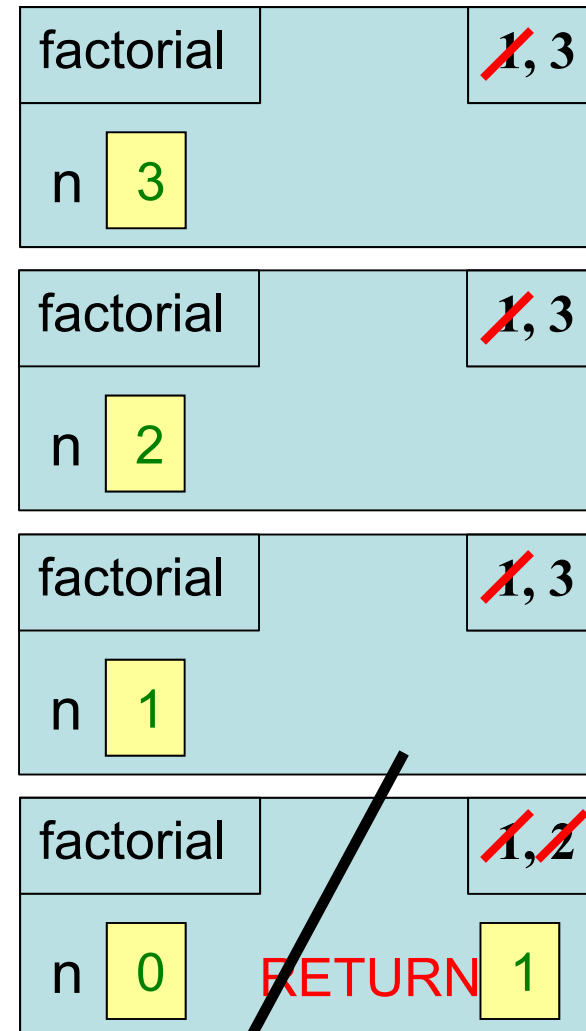 factorial 1, 3
n 3
factorial 1, 3
n 2
factorial 1, 3
n 1
factorial 1, 2
n 0 RETURN 1